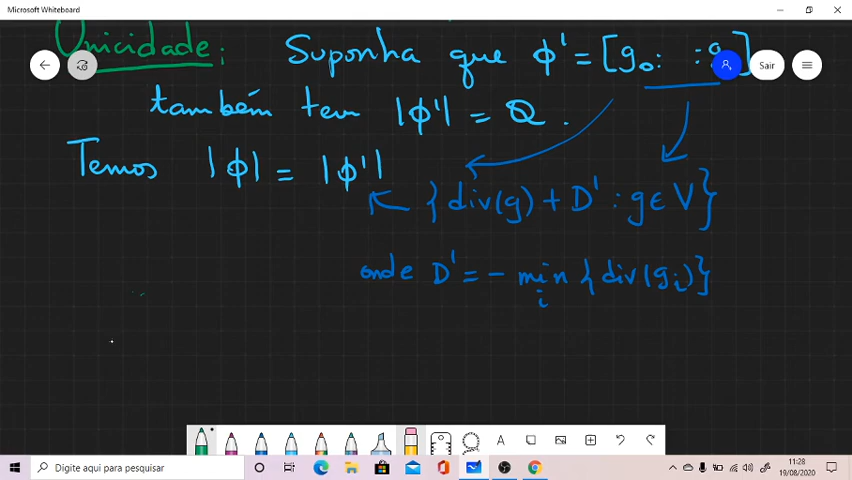 Microsoft Whiteboard
Unicidade: Suponha que φ' = [g₀: :g ]
Sair
também tem |φ'| = Q.
Temos |φ| = |φ'|
{div(g) + D' : g ∈ V}
onde D' = - min {div(gᵢ)}
i
Digite aqui para pesquisar
11:28
19/08/2020